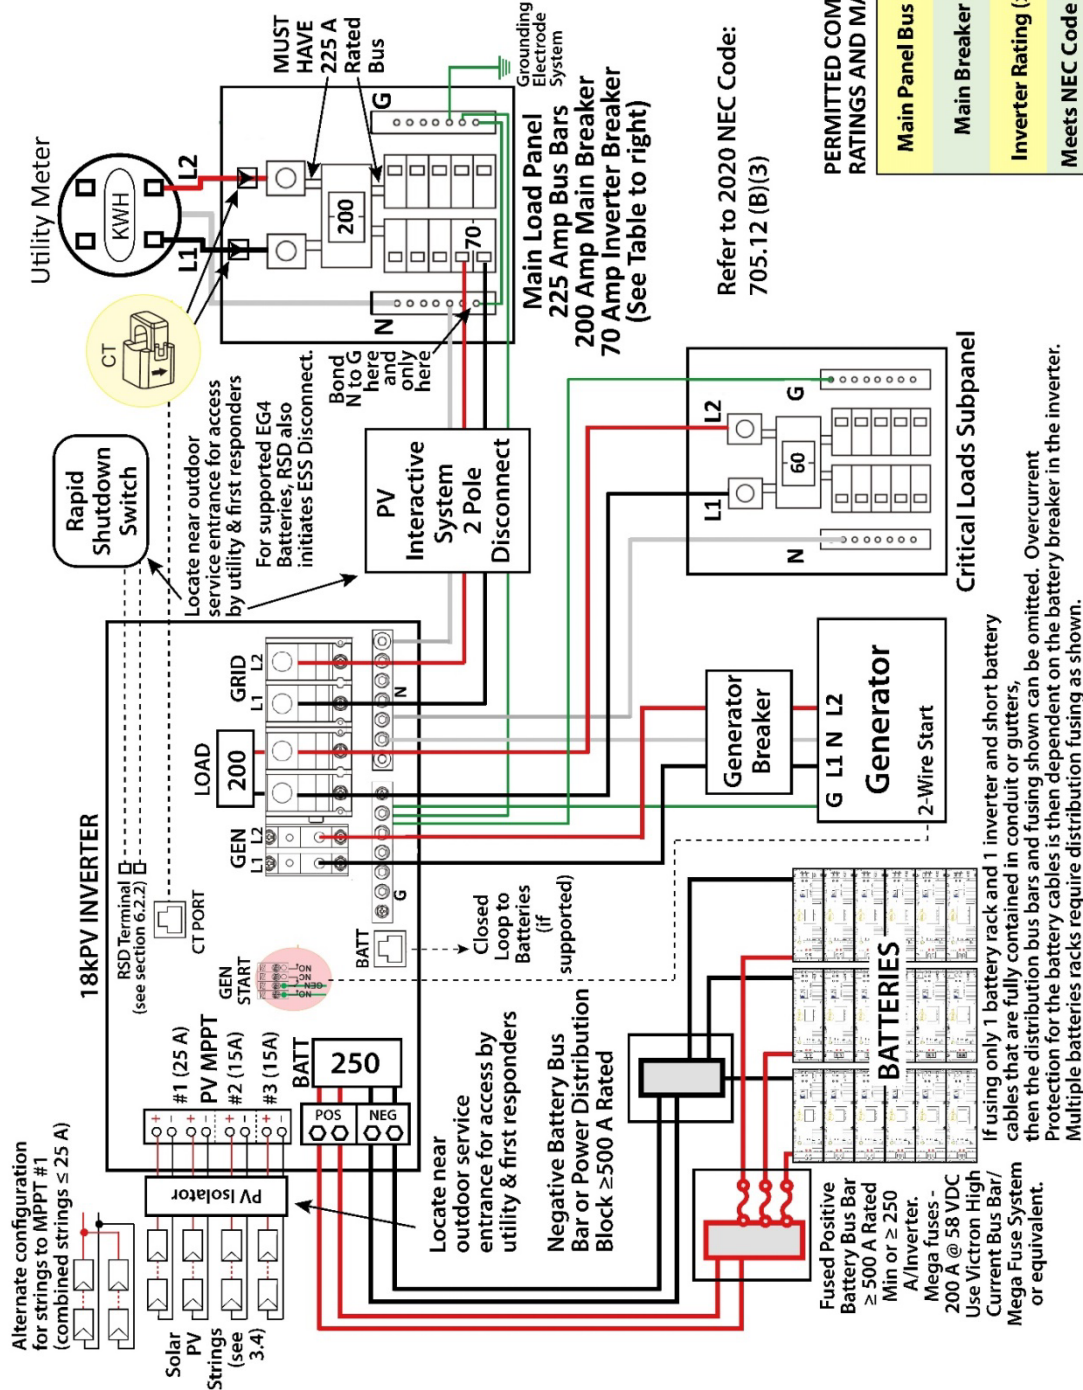 Alternate configuration
for strings to MPPT #1
(combined strings ≤ 25 A)
Solar
PV
Strings
(see
3.4)
PV Isolator
18kPV INVERTER
#1 (25 A)
PV MPPT
#2 (15A)
#3 (15A)
+
-
+
-
+
-
+
-
RSD Terminal
(see section 6.2.2)
CT PORT
GEN
START
NO
NC
GEN
NO
BATT
250
POS
NEG
BATT
Closed
Loop to
Batteries
(if
supported)
GEN
L1 L2
LOAD
200
GRID
L1 L2
G
N
Rapid
Shutdown
Switch
Locate near outdoor
service entrance for access
by utility & first responders
For supported EG4
Batteries, RSD also
initiates ESS Disconnect.
CT
PV
Interactive
System
2 Pole
Disconnect
Utility Meter
KWH
L1
L2
MUST
HAVE
225 A
Rated
Bus
200
70
N
G
Grounding
Electrode
System
Bond
N to G
here
and
only
here
Main Load Panel
225 Amp Bus Bars
200 Amp Main Breaker
70 Amp Inverter Breaker
(See Table to right)
Refer to 2020 NEC Code:
705.12 (B)(3)
PERMITTED COM
RATINGS AND MA
Main Panel Bus
Main Breaker
Inverter Rating (
Meets NEC Code
Locate near
outdoor service
entrance for access by
utility & first responders
Negative Battery Bus
Bar or Power Distribution
Block ≥500 A Rated
Generator
Breaker
G L1 N L2
Generator
2-Wire Start
L1
L2
60
N
G
Critical Loads Subpanel
Fused Positive
Battery Bus Bar
≥ 500 A Rated
Min or ≥ 250
A/Inverter.
Mega fuses -
200 A @ 58 VDC
Use Victron High
Current Bus Bar/
Mega Fuse System
or equivalent.
BATTERIES
If using only 1 battery rack and 1 inverter and short battery
cables that are fully contained in conduit or gutters,
then the distribution bus bars and fusing shown can be omitted. Overcurrent
Protection for the battery cables is then dependent on the battery breaker in the inverter.
Multiple batteries racks require distribution fusing as shown.